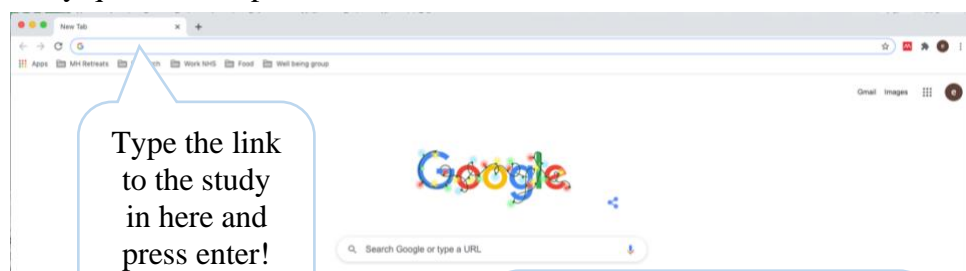 New Tab
Apps MH Retreats Work NHS Food Well being group
Gmail Images
Type the link
to the study
in here and
press enter!
Google
Search Google or type a URL